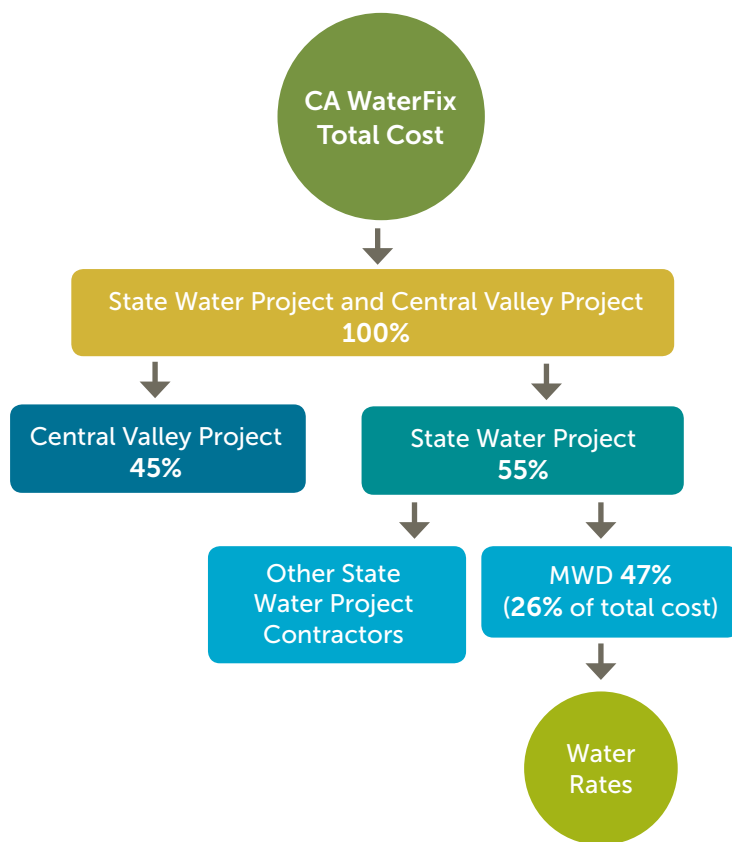 CA WaterFix
Total Cost
State Water Project and Central Valley Project
100%
Central Valley Project
45%
State Water Project
55%
Other State
Water Project
Contractors
MWD 47%
(26% of total cost)
Water
Rates